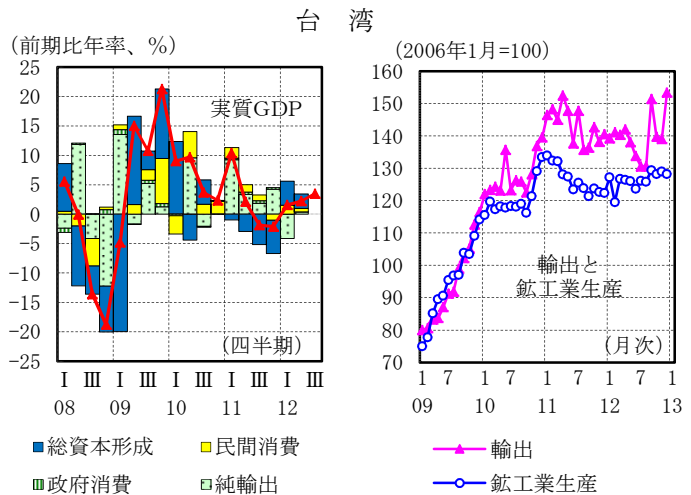 台 湾
(前期比年率、%)
25
20
15
10
5
0
−5
−10
−15
−20
−25
実質GDP
(四半期)
Ⅰ Ⅲ Ⅰ Ⅲ Ⅰ Ⅲ Ⅰ Ⅲ Ⅰ Ⅲ
08 09 10 11 12
総資本形成 民間消費
政府消費 純輸出
(2006年1月=100)
160
150
140
130
120
110
100
90
80
70
輸出と
鉱工業生産
(月次)
1 7 1 7 1 7 1 7 1
09 10 11 12 13
輸出
鉱工業生産